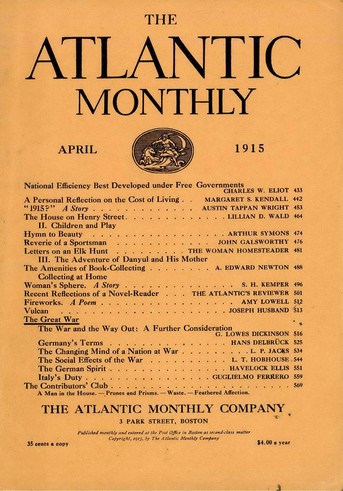 THE
ATLANTIC
MONTHLY
APRIL 1915
National Efficiency Best Developed under Free Governments
CHARLES W. ELIOT 433
A Personal Reflection on the Cost of Living . . . MARGARET S. KENDALL 442
"1915?" A Story . . . AUSTIN TAPPAN WRIGHT 453
The House on Henry Street . . . LILLIAN D. WALD 464
II. Children and Play
Hymn to Beauty . . . ARTHUR SYMONS 474
Reverie of a Sportsman . . . JOHN GALSWORTHY 476
Letters on an Elk Hunt . . . THE WOMAN HOMESTEADER 481
III. The Adventure of Danyul and His Mother
The Amenities of Book-Collecting . . . A. EDWARD NEWTON 488
Collecting at Home
Woman's Sphere. A Story . . . S. H. KEMPER 496
Recent Reflections of a Novel-Reader . . . THE ATLANTIC'S REVIEWER 501
Fireworks. A Poem . . . AMY LOWELL 512
Vulcan . . . JOSEPH HUSBAND 513
The Great War
The War and the Way Out: A Further Consideration
G. LOWES DICKINSON 516
Germany's Terms . . . HANS DELBRÜCK 525
The Changing Mind of a Nation at War . . . L. P. JACKS 534
The Social Effects of the War . . . L. T. HOBHOUSE 544
The German Spirit . . . HAVELOCK ELLIS 551
Italy's Duty . . . GUGLIELMO FERRERO 559
The Contributors' Club . . . 569
A Man in the House. — Prunes and Prisms. — Waste. — Feathered Affection.
THE ATLANTIC MONTHLY COMPANY
3 PARK STREET, BOSTON
Published monthly and entered at the Post Office in Boston as second-class matter
Copyright, 1915, by The Atlantic Monthly Company
35 cents a copy $4.00 a year
3